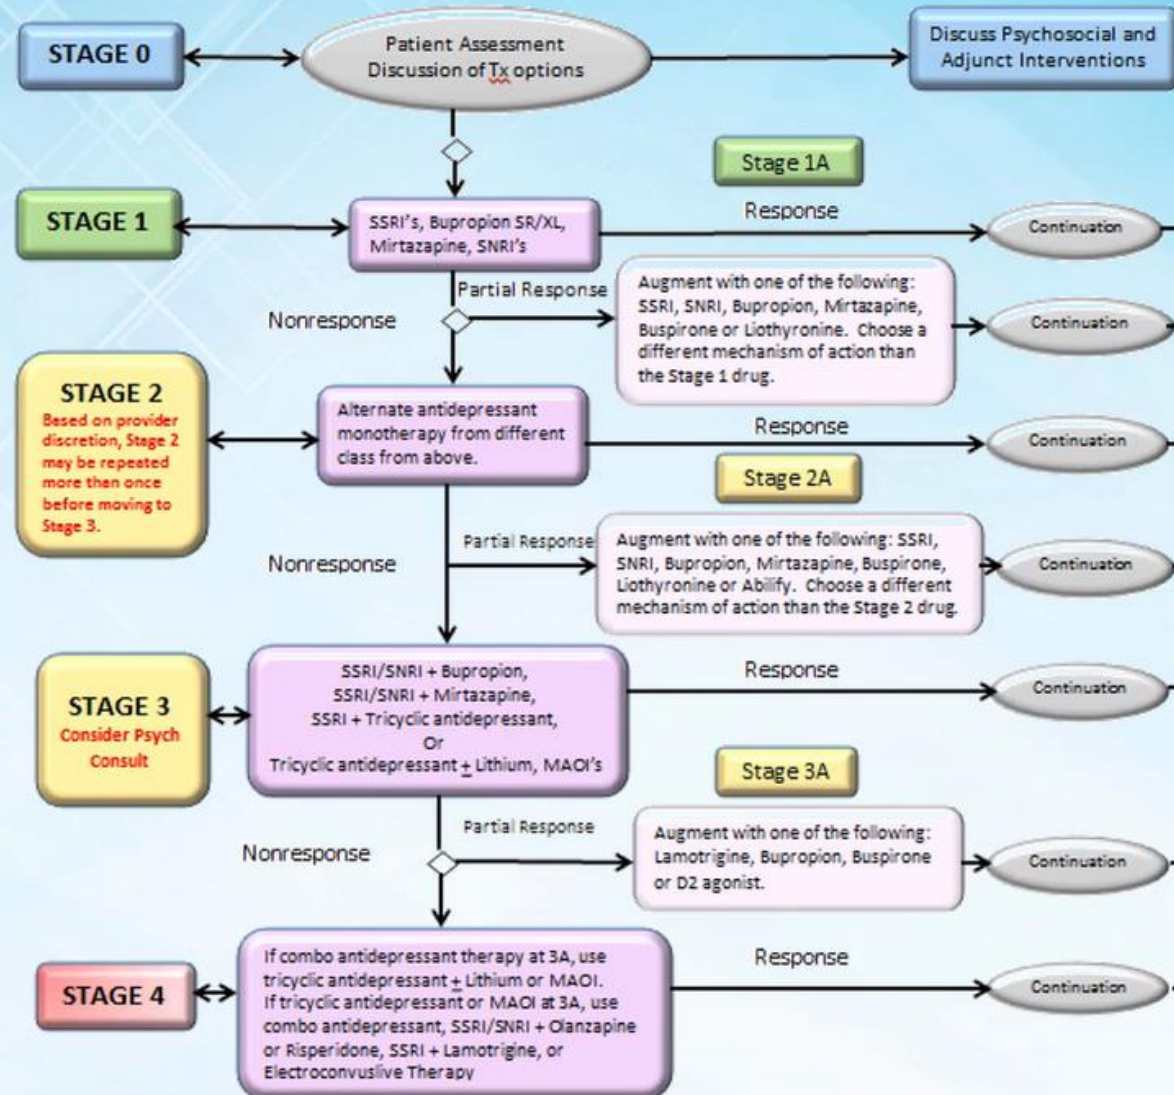 STAGE 0
Patient Assessment
Discussion of Tx options
Discuss Psychosocial and
Adjunct Interventions
Stage 1A
STAGE 1
SSRI's, Bupropion SR/XL,
Mirtazapine, SNRI's
Response
Continuation
Partial Response
Nonresponse
Augment with one of the following:
SSRI, SNRI, Bupropion, Mirtazapine,
Buspirone or Liothyronine. Choose a
different mechanism of action than
the Stage 1 drug.
Continuation
STAGE 2
Based on provider
discretion, Stage 2
may be repeated
more than once
before moving to
Stage 3.
Alternate antidepressant
monotherapy from different
class from above.
Response
Continuation
Stage 2A
Partial Response
Nonresponse
Augment with one of the following: SSRI,
SNRI, Bupropion, Mirtazapine, Buspirone,
Liothyronine or Abilify. Choose a different
mechanism of action than the Stage 2 drug.
Continuation
STAGE 3
Consider Psych
Consult
SSRI/SNRI + Bupropion,
SSRI/SNRI + Mirtazapine,
SSRI + Tricyclic antidepressant,
Or
Tricyclic antidepressant ± Lithium, MAOI's
Response
Continuation
Stage 3A
Partial Response
Nonresponse
Augment with one of the following:
Lamotrigine, Bupropion, Buspirone
or D2 agonist.
Continuation
STAGE 4
If combo antidepressant therapy at 3A, use
tricyclic antidepressant ± Lithium or MAOI.
If tricyclic antidepressant or MAOI at 3A, use
combo antidepressant, SSRI/SNRI + Olanzapine
or Risperidone, SSRI + Lamotrigine, or
Electroconvuslive Therapy
Response
Continuation